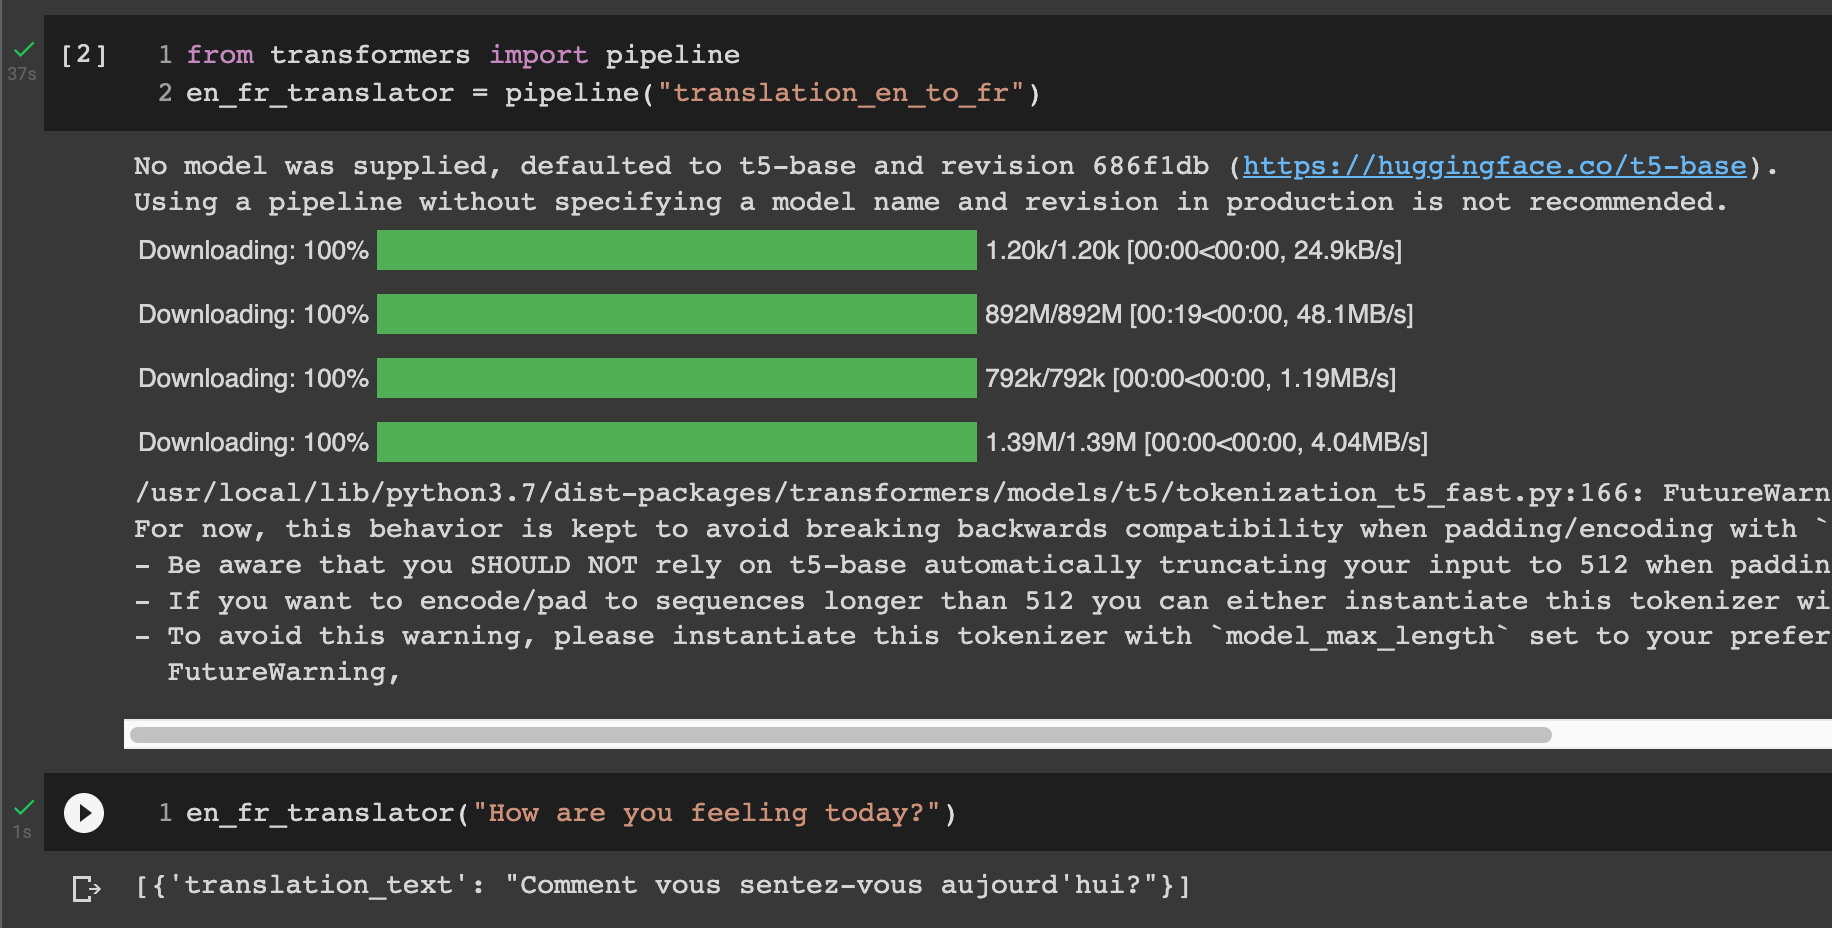 [2] 1 from transformers import pipeline
2 en_fr_translator = pipeline("translation_en_to_fr")
37s
No model was supplied, defaulted to t5-base and revision 686f1db (https://huggingface.co/t5-base).
Using a pipeline without specifying a model name and revision in production is not recommended.
Downloading: 100% 1.20k/1.20k [00:00<00:00, 24.9kB/s]
Downloading: 100% 892M/892M [00:19<00:00, 48.1MB/s]
Downloading: 100% 792k/792k [00:00<00:00, 1.19MB/s]
Downloading: 100% 1.39M/1.39M [00:00<00:00, 4.04MB/s]
/usr/local/lib/python3.7/dist-packages/transformers/models/t5/tokenization_t5_fast.py:166: FutureWarn
For now, this behavior is kept to avoid breaking backwards compatibility when padding/encoding with `
- Be aware that you SHOULD NOT rely on t5-base automatically truncating your input to 512 when paddin
- If you want to encode/pad to sequences longer than 512 you can either instantiate this tokenizer wi
- To avoid this warning, please instantiate this tokenizer with `model_max_length` set to your prefer
FutureWarning,
1 en_fr_translator("How are you feeling today?")
1s
[{'translation_text': "Comment vous sentez-vous aujourd'hui?"}]